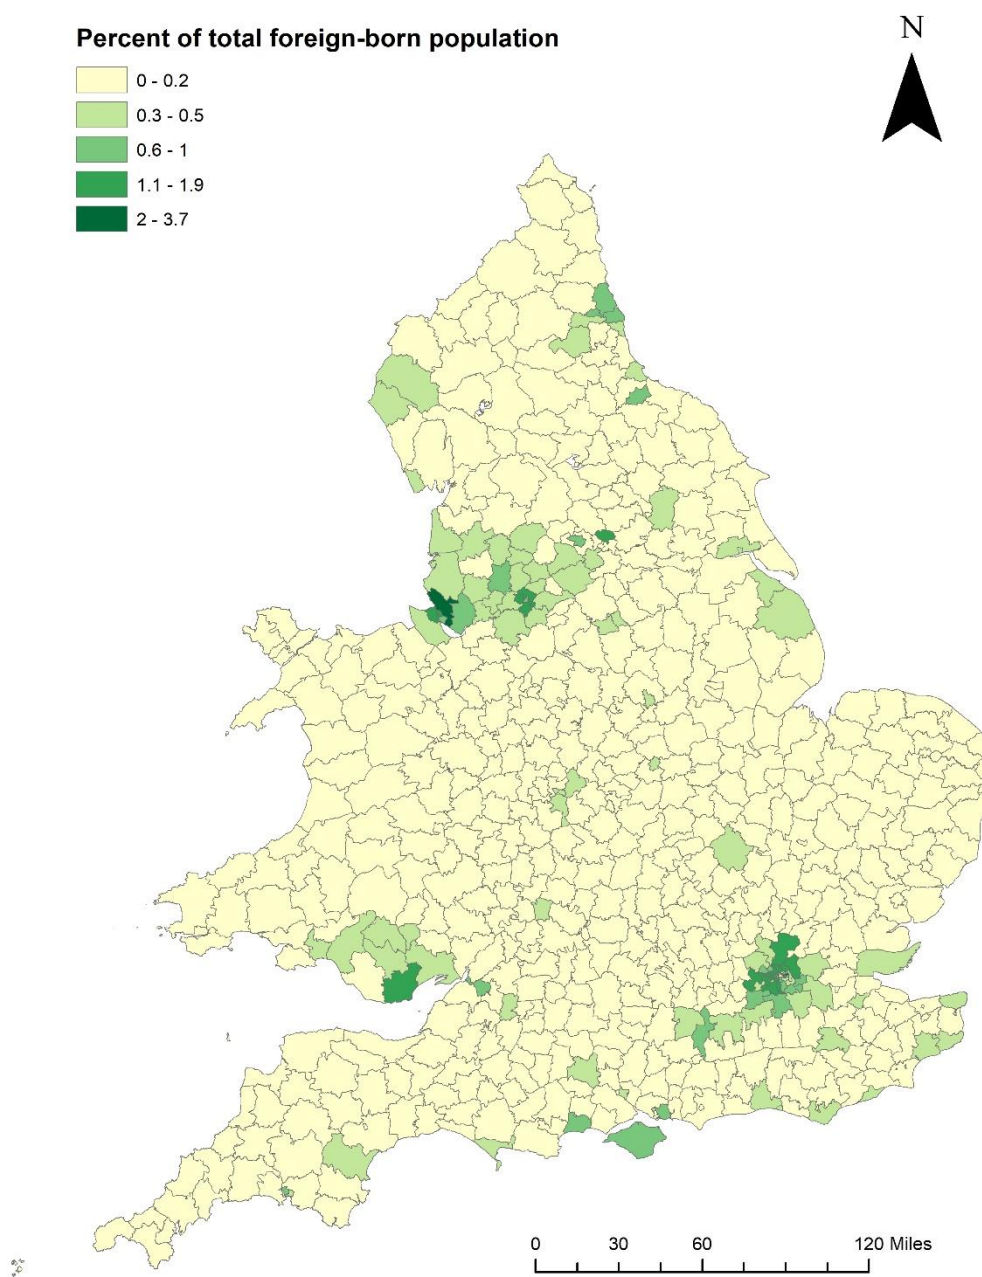 Percent of total foreign-born population
0 - 0.2
0.3 - 0.5
0.6 - 1
1.1 - 1.9
2 - 3.7
N
0 30 60 120 Miles